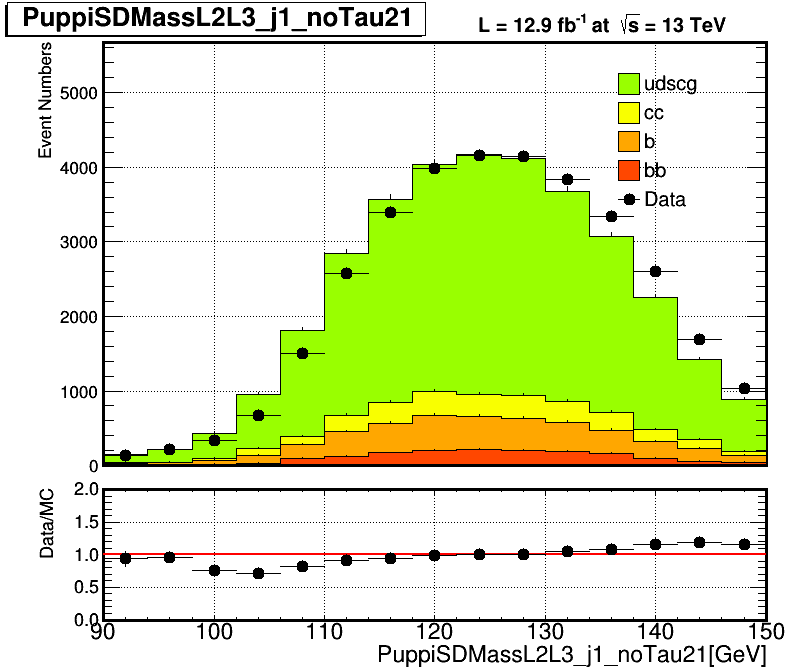 PuppiSDMassL2L3_j1_noTau21
L = 12.9 fb⁻¹ at √s = 13 TeV
Event Numbers
5000
4000
3000
2000
1000
0
udscg
cc
b
bb
Data
Data/MC
2.0
1.5
1.0
0.5
0.0
90 100 110 120 130 140 150
PuppiSDMassL2L3_j1_noTau21[GeV]